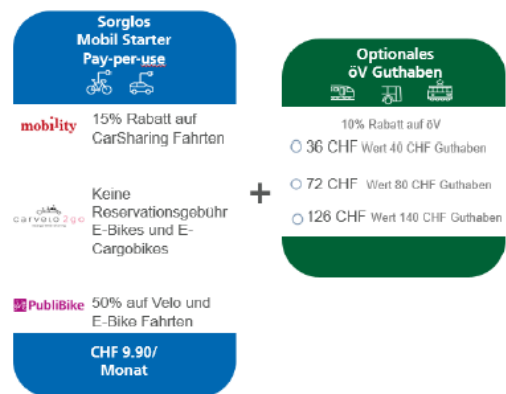 Sorglos
Mobil Starter
Pay-per-use
mobility
15% Rabatt auf
CarSharing Fahrten
carvelo2go
Keine
Reservationsgebühr
E-Bikes und E-
Cargobikes
PubliBike
50% auf Velo und
E-Bike Fahrten
CHF 9.90/
Monat
+
Optionales
öV Guthaben
10% Rabatt auf öV
36 CHF Wert 40 CHF Guthaben
72 CHF Wert 80 CHF Guthaben
126 CHF Wert 140 CHF Guthaben